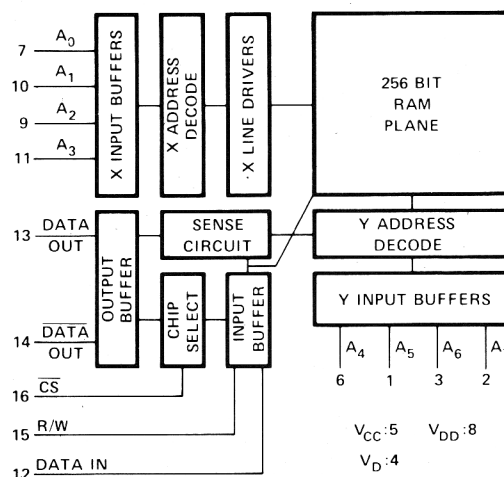 7 A0
10 A1
9 A2
11 A3
X INPUT BUFFERS
X ADDRESS DECODE
X LINE DRIVERS
256 BIT
RAM
PLANE
13 DATA
OUT
OUTPUT BUFFER
SENSE
CIRCUIT
Y ADDRESS
DECODE
14 DATA
OUT
CHIP SELECT
INPUT BUFFER
Y INPUT BUFFERS
A4 A5 A6 A
6 1 3 2
16 CS
15 R/W
12 DATA IN
VCC:5 VDD:8
VD:4